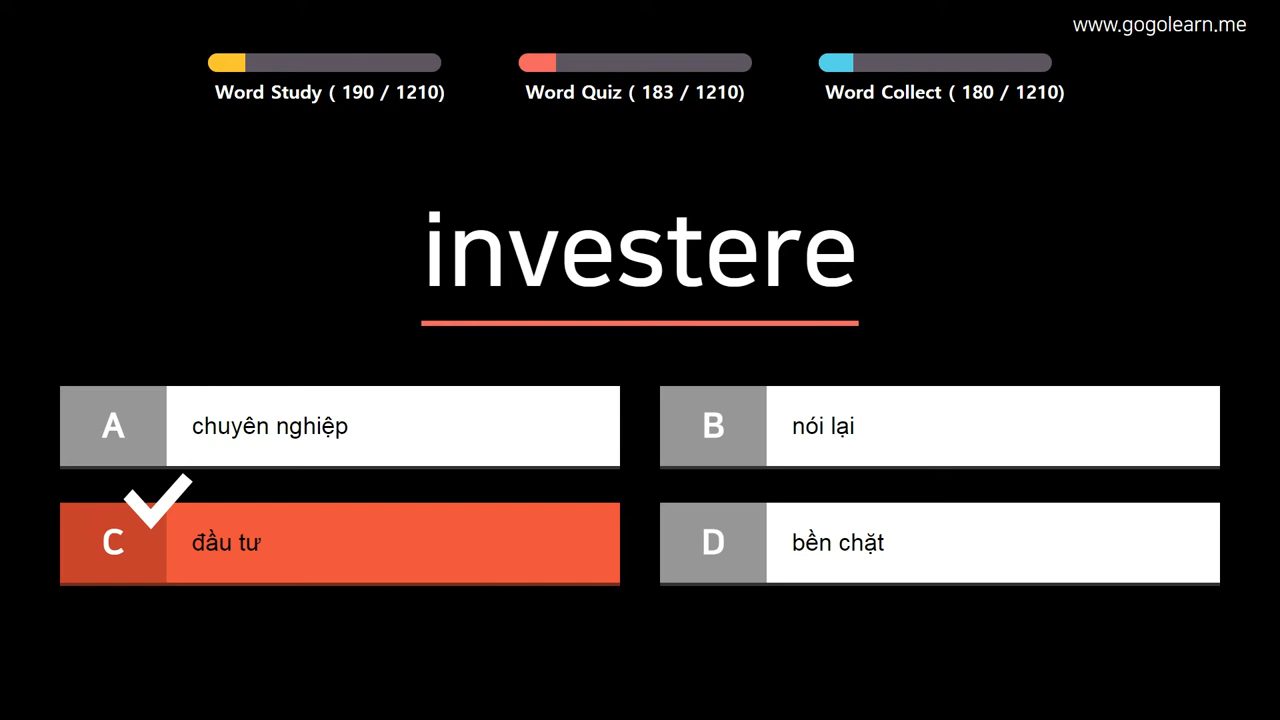 www.gogolearn.me
Word Study ( 190 / 1210)
Word Quiz ( 183 / 1210)
Word Collect ( 180 / 1210)
investere
A
chuyên nghiệp
B
nói lại
C
đầu tư
D
bền chặt